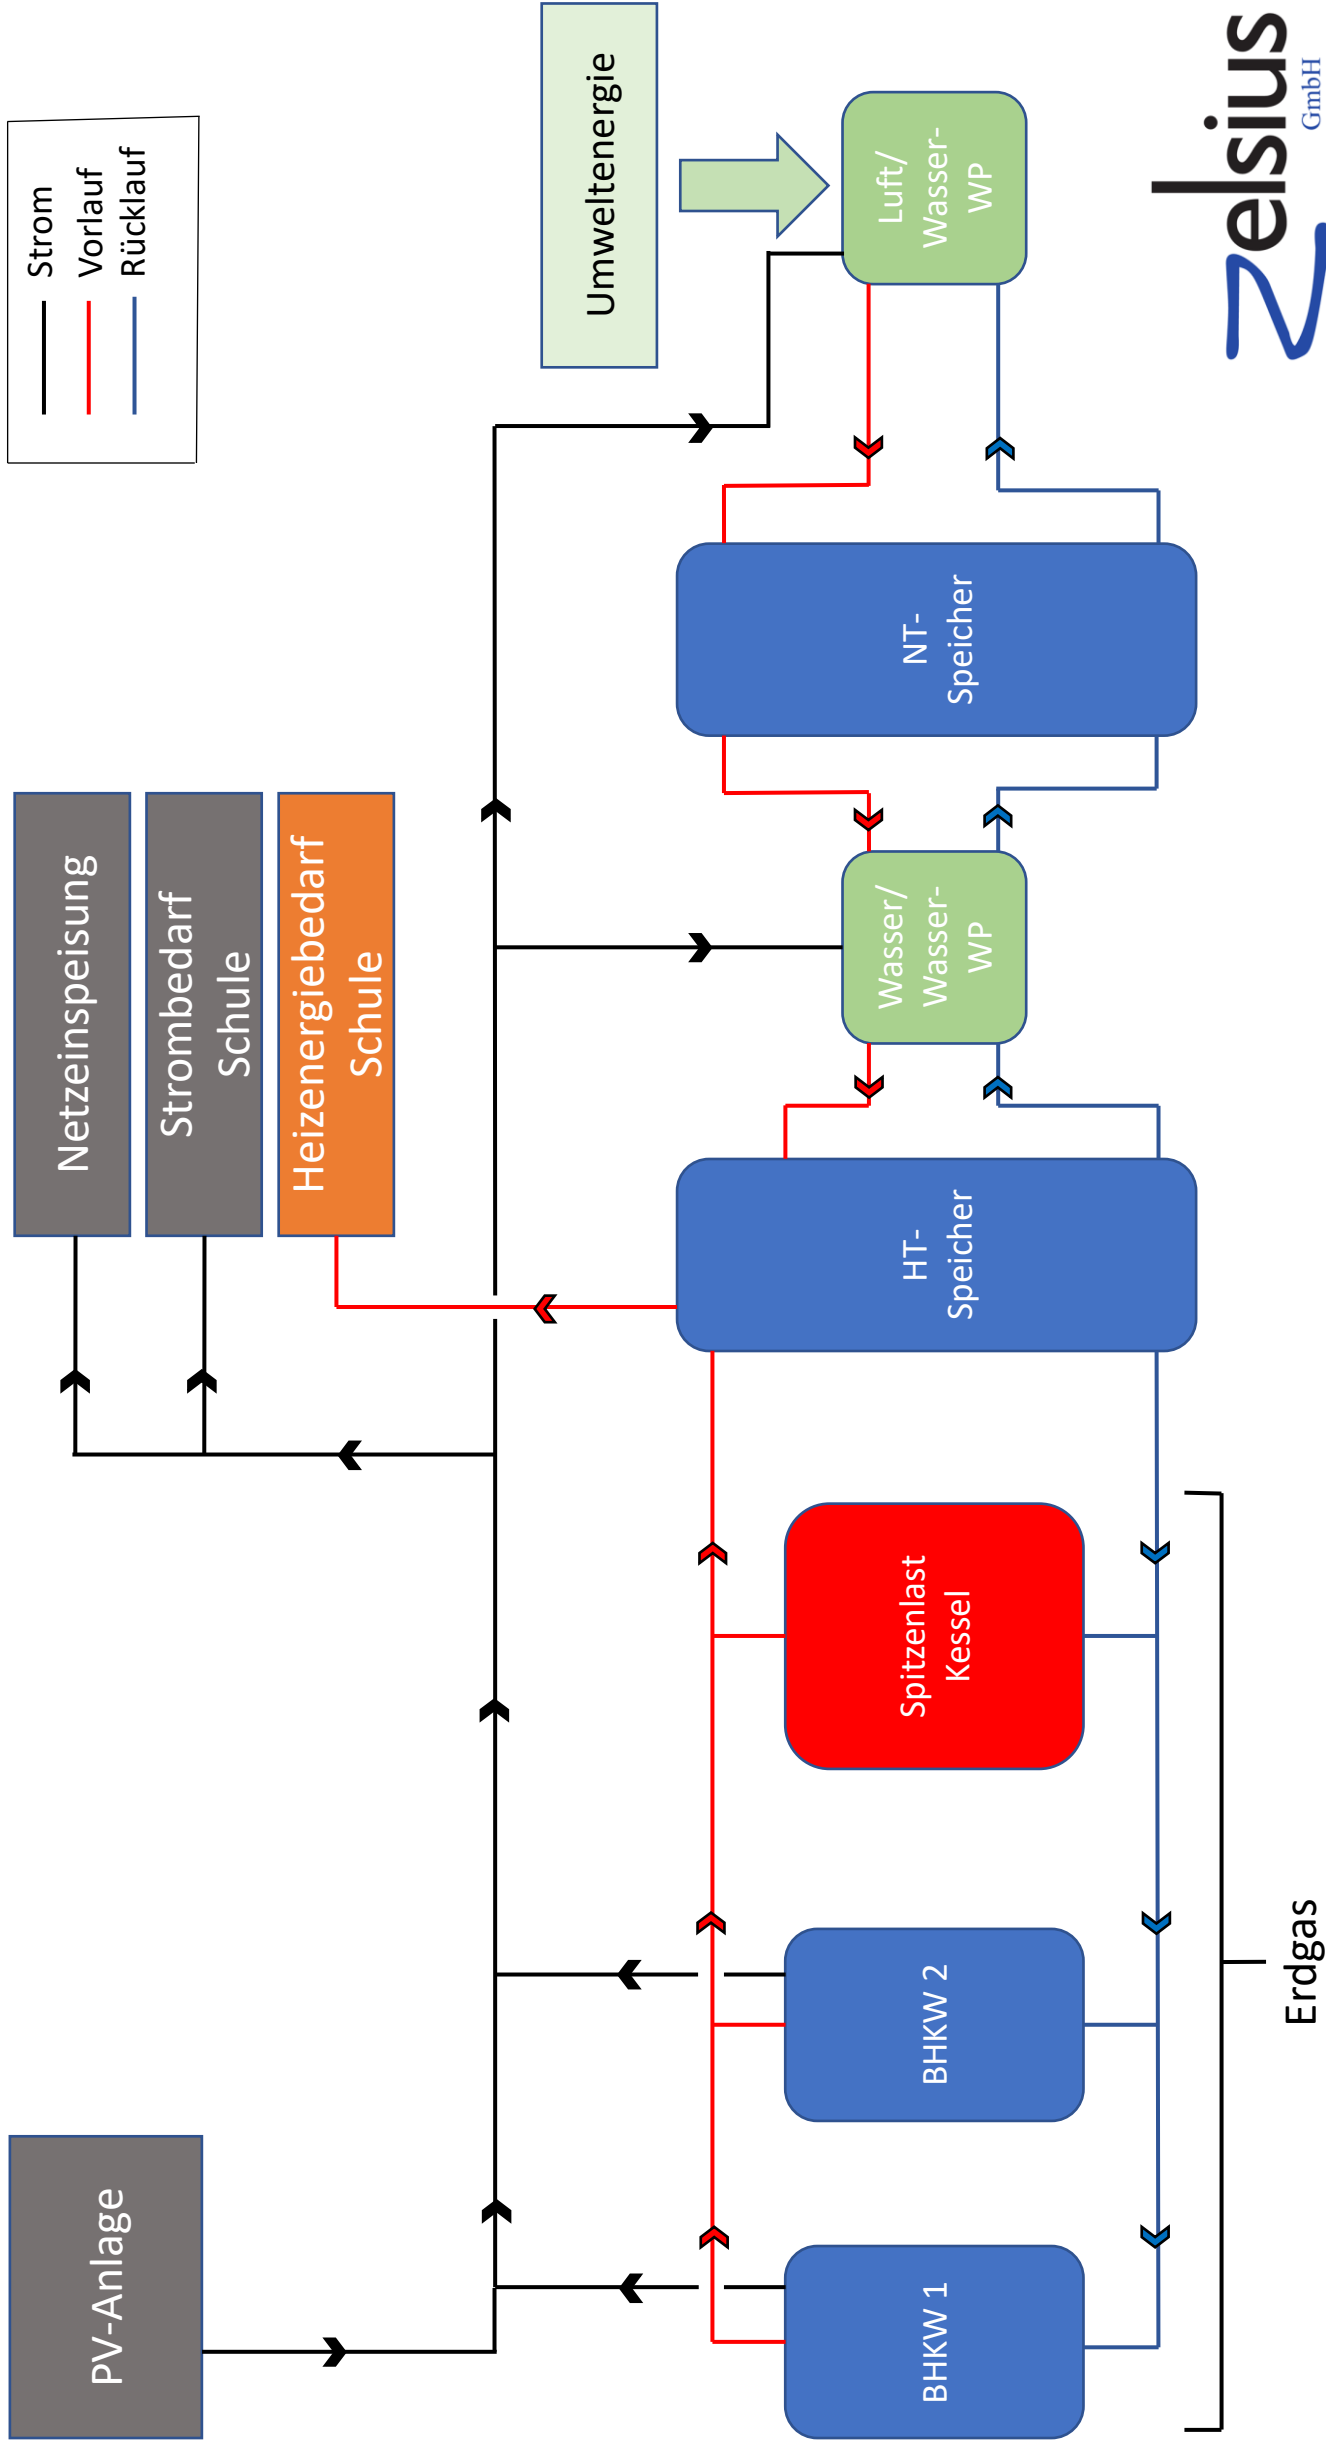 PV-Anlage
Netzeinspeisung
Strombedarf
Schule
Heizenergiebedarf
Schule
Strom
Vorlauf
Rücklauf
Umweltenergie
BHKW 1
BHKW 2
Spitzenlast
Kessel
HT-
Speicher
Wasser/
Wasser-
WP
NT-
Speicher
Luft/
Wasser-
WP
Erdgas
zelsius
GmbH